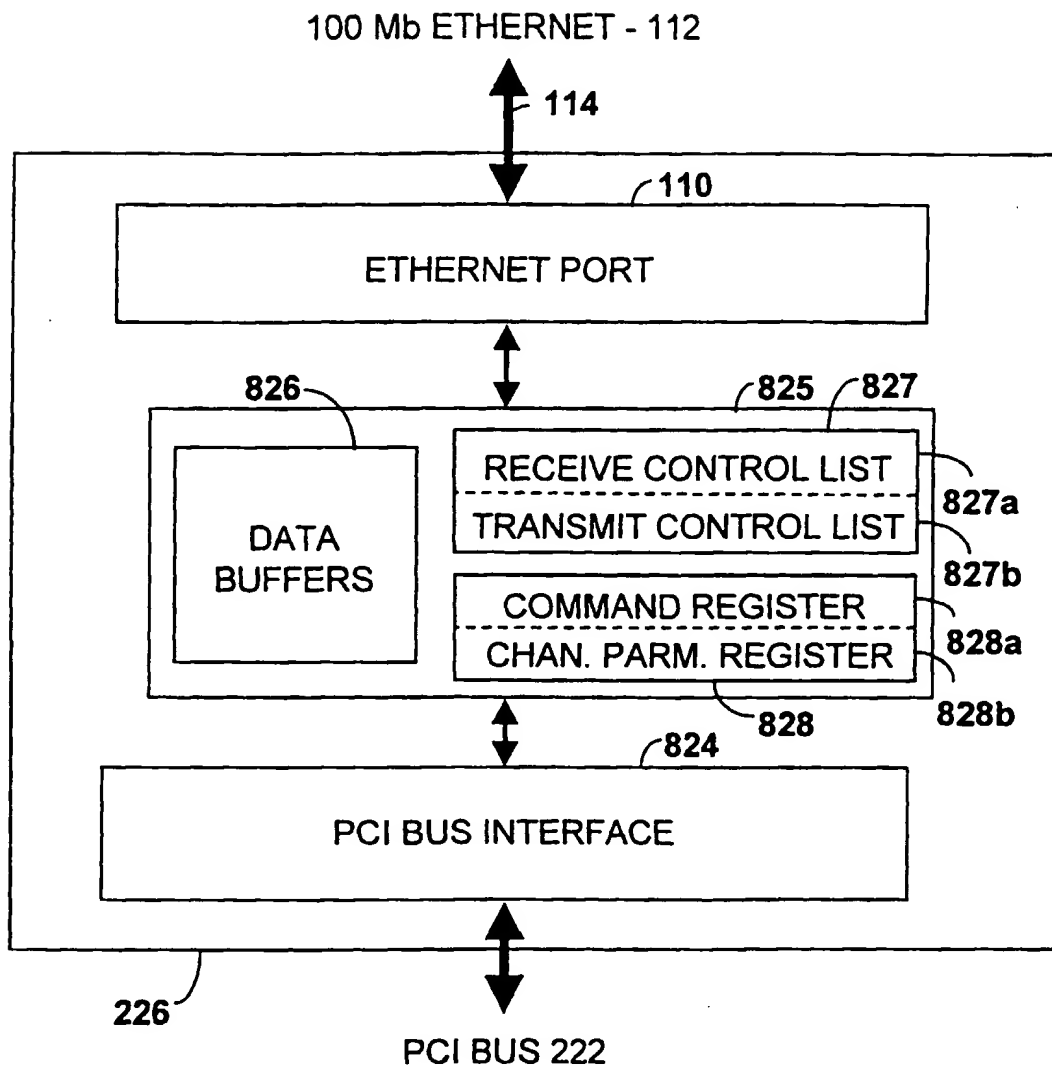 100 Mb ETHERNET - 112
114
110
ETHERNET PORT
826
825
827
DATA
BUFFERS
RECEIVE CONTROL LIST
827a
TRANSMIT CONTROL LIST
827b
COMMAND REGISTER
828a
CHAN. PARM. REGISTER
828b
828
824
PCI BUS INTERFACE
226
PCI BUS 222